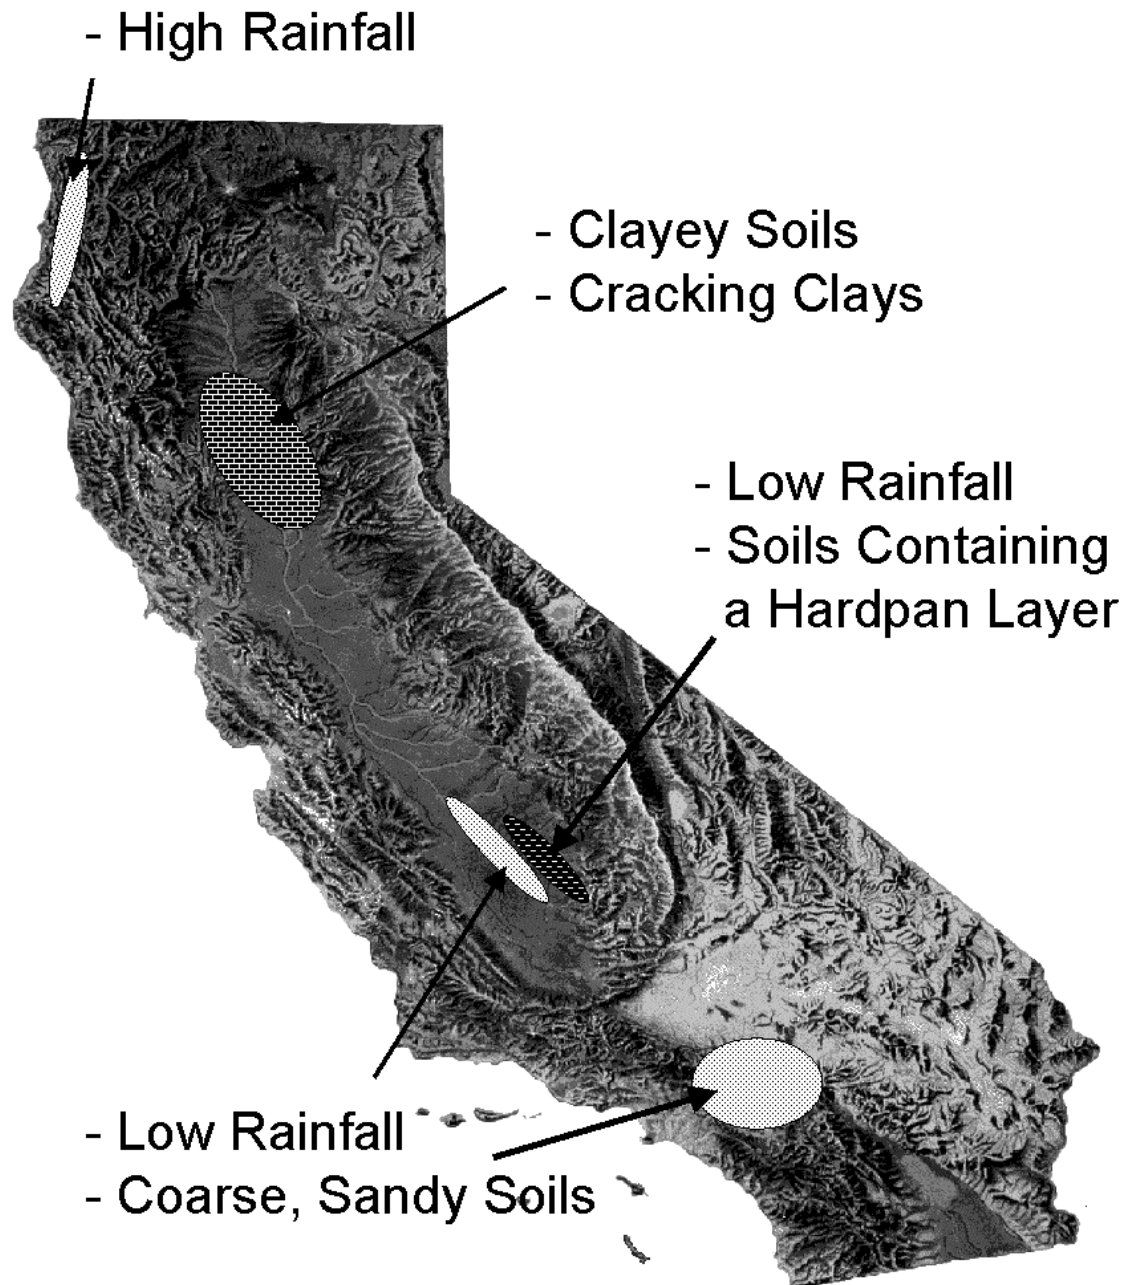 - High Rainfall
- Clayey Soils
- Cracking Clays
- Low Rainfall
- Soils Containing
a Hardpan Layer
- Low Rainfall
- Coarse, Sandy Soils